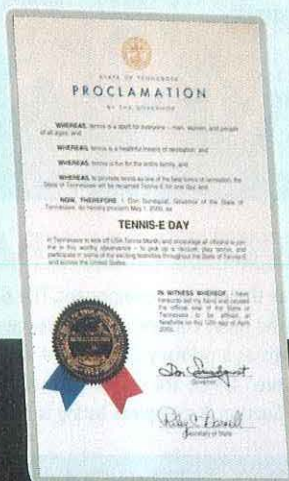 STATE OF TENNESSEE
PROCLAMATION
BY THE GOVERNOR
WHEREAS, tennis is a sport for everyone – men, women, and people
of all ages; and
WHEREAS, tennis is a healthful means of recreation; and
WHEREAS, tennis is fun for the entire family; and
WHEREAS, to promote tennis as one of the best forms of recreation, the
State of Tennessee will be renamed Tennis-E for one day; and
NOW, THEREFORE, I Don Sundquist, Governor of the State of
Tennessee, do hereby proclaim May 1, 2000, as
TENNIS-E DAY
in Tennessee to kick off USA Tennis Month, and encourage all citizens to join
me in this worthy observance – to pick up a racquet, play tennis, and
participate in some of the exciting festivities throughout the State of Tennis-E
and across the United States.
IN WITNESS WHEREOF, I have
hereunto set my hand and caused
the official seal of the State of
Tennessee to be affixed at
Nashville on this 12th day of April
2000.
Don Sundquist
Governor
Riley C. Darnell
Secretary of State